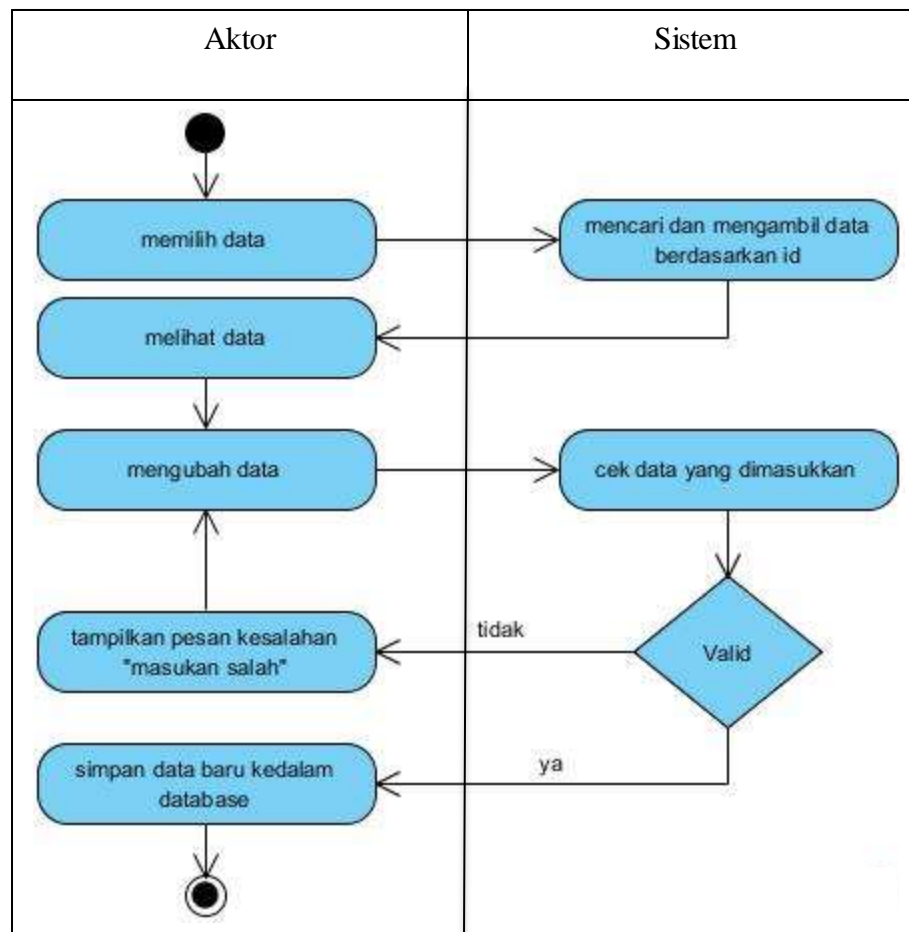 Aktor
Sistem
memilih data
mencari dan mengambil data
berdasarkan id
melihat data
mengubah data
cek data yang dimasukkan
Valid
tidak
tampilkan pesan kesalahan
"masukan salah"
ya
simpan data baru kedalam
database